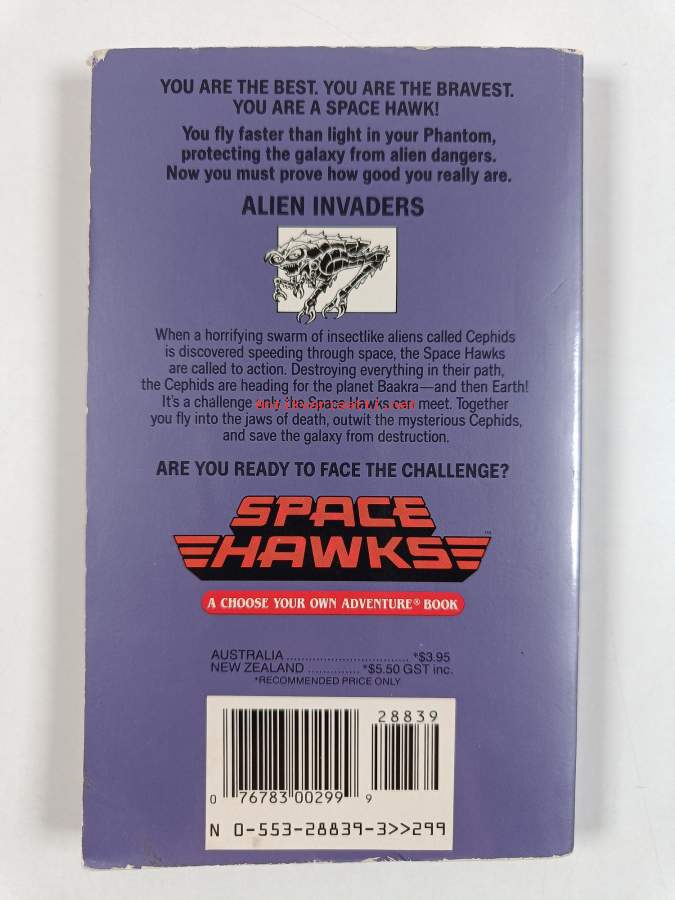 YOU ARE THE BEST. YOU ARE THE BRAVEST.
YOU ARE A SPACE HAWK!
You fly faster than light in your Phantom,
protecting the galaxy from alien dangers.
Now you must prove how good you really are.
ALIEN INVADERS
When a horrifying swarm of insectlike aliens called Cephids
is discovered speeding through space, the Space Hawks
are called to action. Destroying everything in their path,
the Cephids are heading for the planet Baakra—and then Earth!
It's a challenge only the Space Hawks can meet. Together
you fly into the jaws of death, outwit the mysterious Cephids,
and save the galaxy from destruction.
ARE YOU READY TO FACE THE CHALLENGE?
SPACE
HAWKS™
A CHOOSE YOUR OWN ADVENTURE® BOOK
AUSTRALIA ................................ *$3.95
NEW ZEALAND .............. *$5.50 GST inc.
*RECOMMENDED PRICE ONLY
28839
0 76783 00299 9
N 0-553-28839-3>>299